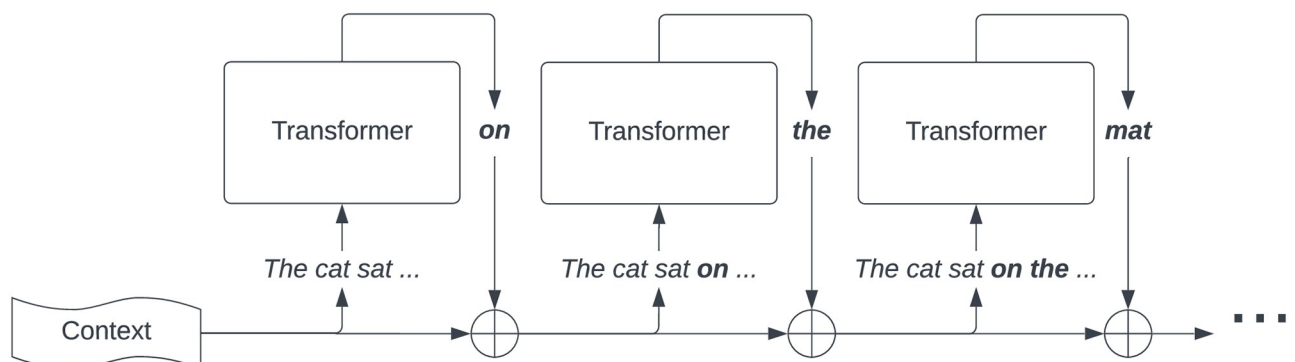 Transformer
on
Transformer
the
Transformer
mat
The cat sat ...
The cat sat on ...
The cat sat on the ...
Context
...